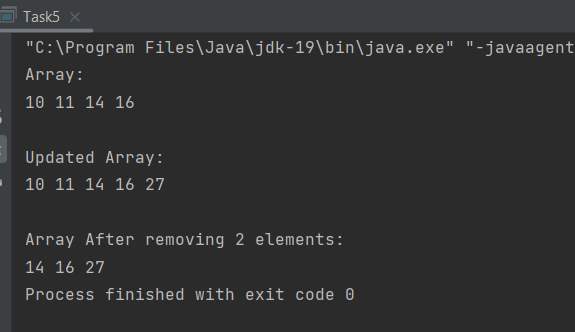 Task5
"C:\Program Files\Java\jdk-19\bin\java.exe" "-javaagent
Array:
10 11 14 16
Updated Array:
10 11 14 16 27
Array After removing 2 elements:
14 16 27
Process finished with exit code 0